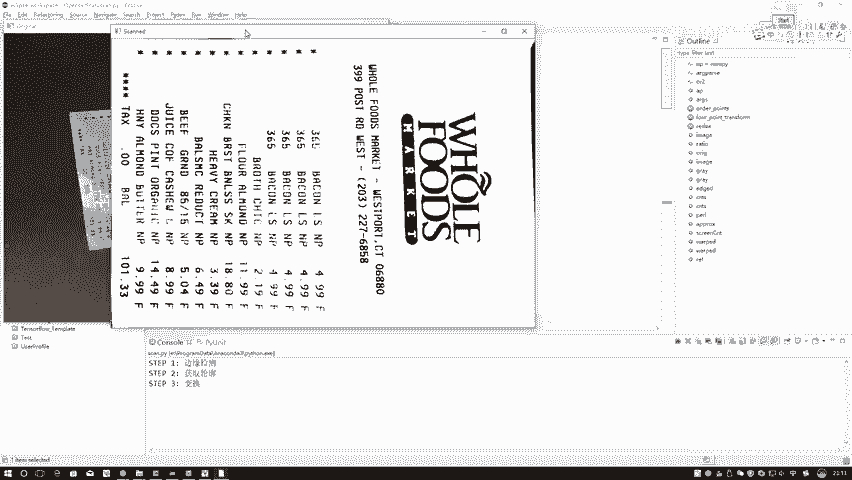 Scanned
WHOLE
FOODS
MARKET
WHOLE FOODS MARKET - WESTPORT, CT 06880
399 POST RD WEST - (203) 227-6858
365 BACON LS NP 4.99 F
365 BACON LS NP 4.99 F
365 BACON LS NP 4.99 F
365 BACON LS NP 4.99 F
BROTH CHIC NP 2.19 F
FLOUR ALMOND NP 11.99 F
CHKN BRST BNLSS SK NP 18.80 F
HEAVY CREAM NP 3.39 F
BALSMC REDUCT NP 6.49 F
BEEF GRND 85/15 NP 5.04 F
JUICE COF CASHEW C NP 8.99 F
DOCS PINT ORGANIC NP 14.49 F
HNY ALMOND BUTTER NP 9.99 F
**** TAX .00 BAL 101.33
Outline
argparse
cv2
ap
args
order_points
four_point_transform
resize
image
ratio
orig
image
gray
gray
edged
cnts
cnts
peri
approx
screenCnt
warped
warped
ref
Tensorflow_Template
Test
UserProfile
Console
PyUnit
STEP 1: 边缘检测
STEP 2: 获取轮廓
STEP 3: 变换
1 item selected